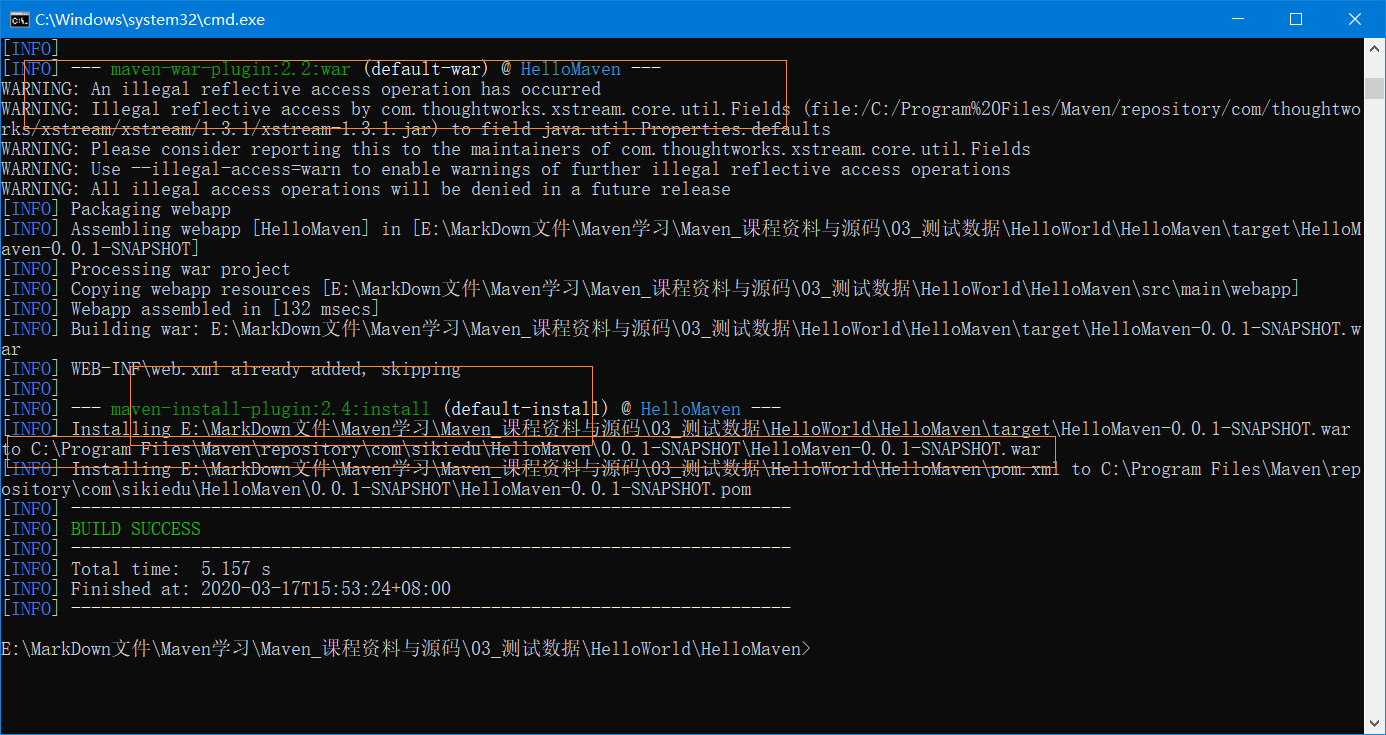 C:\Windows\system32\cmd.exe
[INFO]
[INFO] --- maven-war-plugin:2.2:war (default-war) @ HelloMaven ---
WARNING: An illegal reflective access operation has occurred
WARNING: Illegal reflective access by com.thoughtworks.xstream.core.util.Fields (file:/C:/Program%20Files/Maven/repository/com/thoughtwo
rks/xstream/xstream/1.3.1/xstream-1.3.1.jar) to field java.util.Properties.defaults
WARNING: Please consider reporting this to the maintainers of com.thoughtworks.xstream.core.util.Fields
WARNING: Use --illegal-access=warn to enable warnings of further illegal reflective access operations
WARNING: All illegal access operations will be denied in a future release
[INFO] Packaging webapp
[INFO] Assembling webapp [HelloMaven] in [E:\MarkDown文件\Maven学习\Maven_课程资料与源码\03_测试数据\HelloWorld\HelloMaven\target\HelloM
aven-0.0.1-SNAPSHOT]
[INFO] Processing war project
[INFO] Copying webapp resources [E:\MarkDown文件\Maven学习\Maven_课程资料与源码\03_测试数据\HelloWorld\HelloMaven\src\main\webapp]
[INFO] Webapp assembled in [132 msecs]
[INFO] Building war: E:\MarkDown文件\Maven学习\Maven_课程资料与源码\03_测试数据\HelloWorld\HelloMaven\target\HelloMaven-0.0.1-SNAPSHOT.w
ar
[INFO] WEB-INF\web.xml already added, skipping
[INFO]
[INFO] --- maven-install-plugin:2.4:install (default-install) @ HelloMaven ---
[INFO] Installing E:\MarkDown文件\Maven学习\Maven_课程资料与源码\03_测试数据\HelloWorld\HelloMaven\target\HelloMaven-0.0.1-SNAPSHOT.war
to C:\Program Files\Maven\repository\com\sikiedu\HelloMaven\0.0.1-SNAPSHOT\HelloMaven-0.0.1-SNAPSHOT.war
[INFO] Installing E:\MarkDown文件\Maven学习\Maven_课程资料与源码\03_测试数据\HelloWorld\HelloMaven\pom.xml to C:\Program Files\Maven\rep
ository\com\sikiedu\HelloMaven\0.0.1-SNAPSHOT\HelloMaven-0.0.1-SNAPSHOT.pom
[INFO] ------------------------------------------------------------------------
[INFO] BUILD SUCCESS
[INFO] ------------------------------------------------------------------------
[INFO] Total time:  5.157 s
[INFO] Finished at: 2020-03-17T15:53:24+08:00
[INFO] ------------------------------------------------------------------------
E:\MarkDown文件\Maven学习\Maven_课程资料与源码\03_测试数据\HelloWorld\HelloMaven>